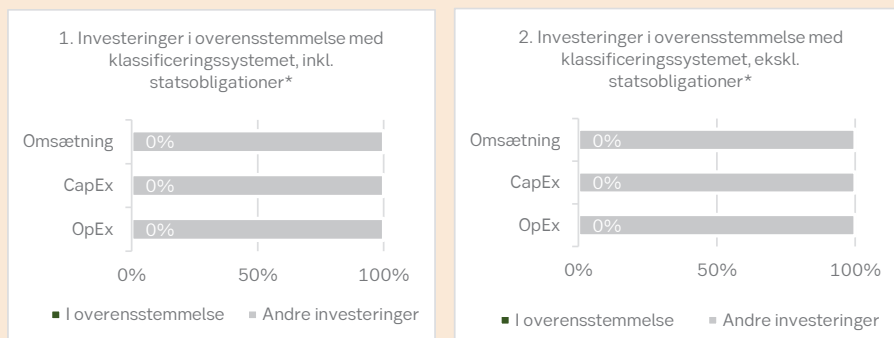 1. Investeringer i overensstemmelse med
klassificeringssystemet, inkl.
statsobligationer*
Omsætning
0%
CapEx
0%
OpEx
0%
0%
50%
100%
I overensstemmelse
Andre investeringer
2. Investeringer i overensstemmelse med
klassificeringssystemet, ekskl.
statsobligationer*
Omsætning
0%
CapEx
0%
OpEx
0%
0%
50%
100%
I overensstemmelse
Andre investeringer